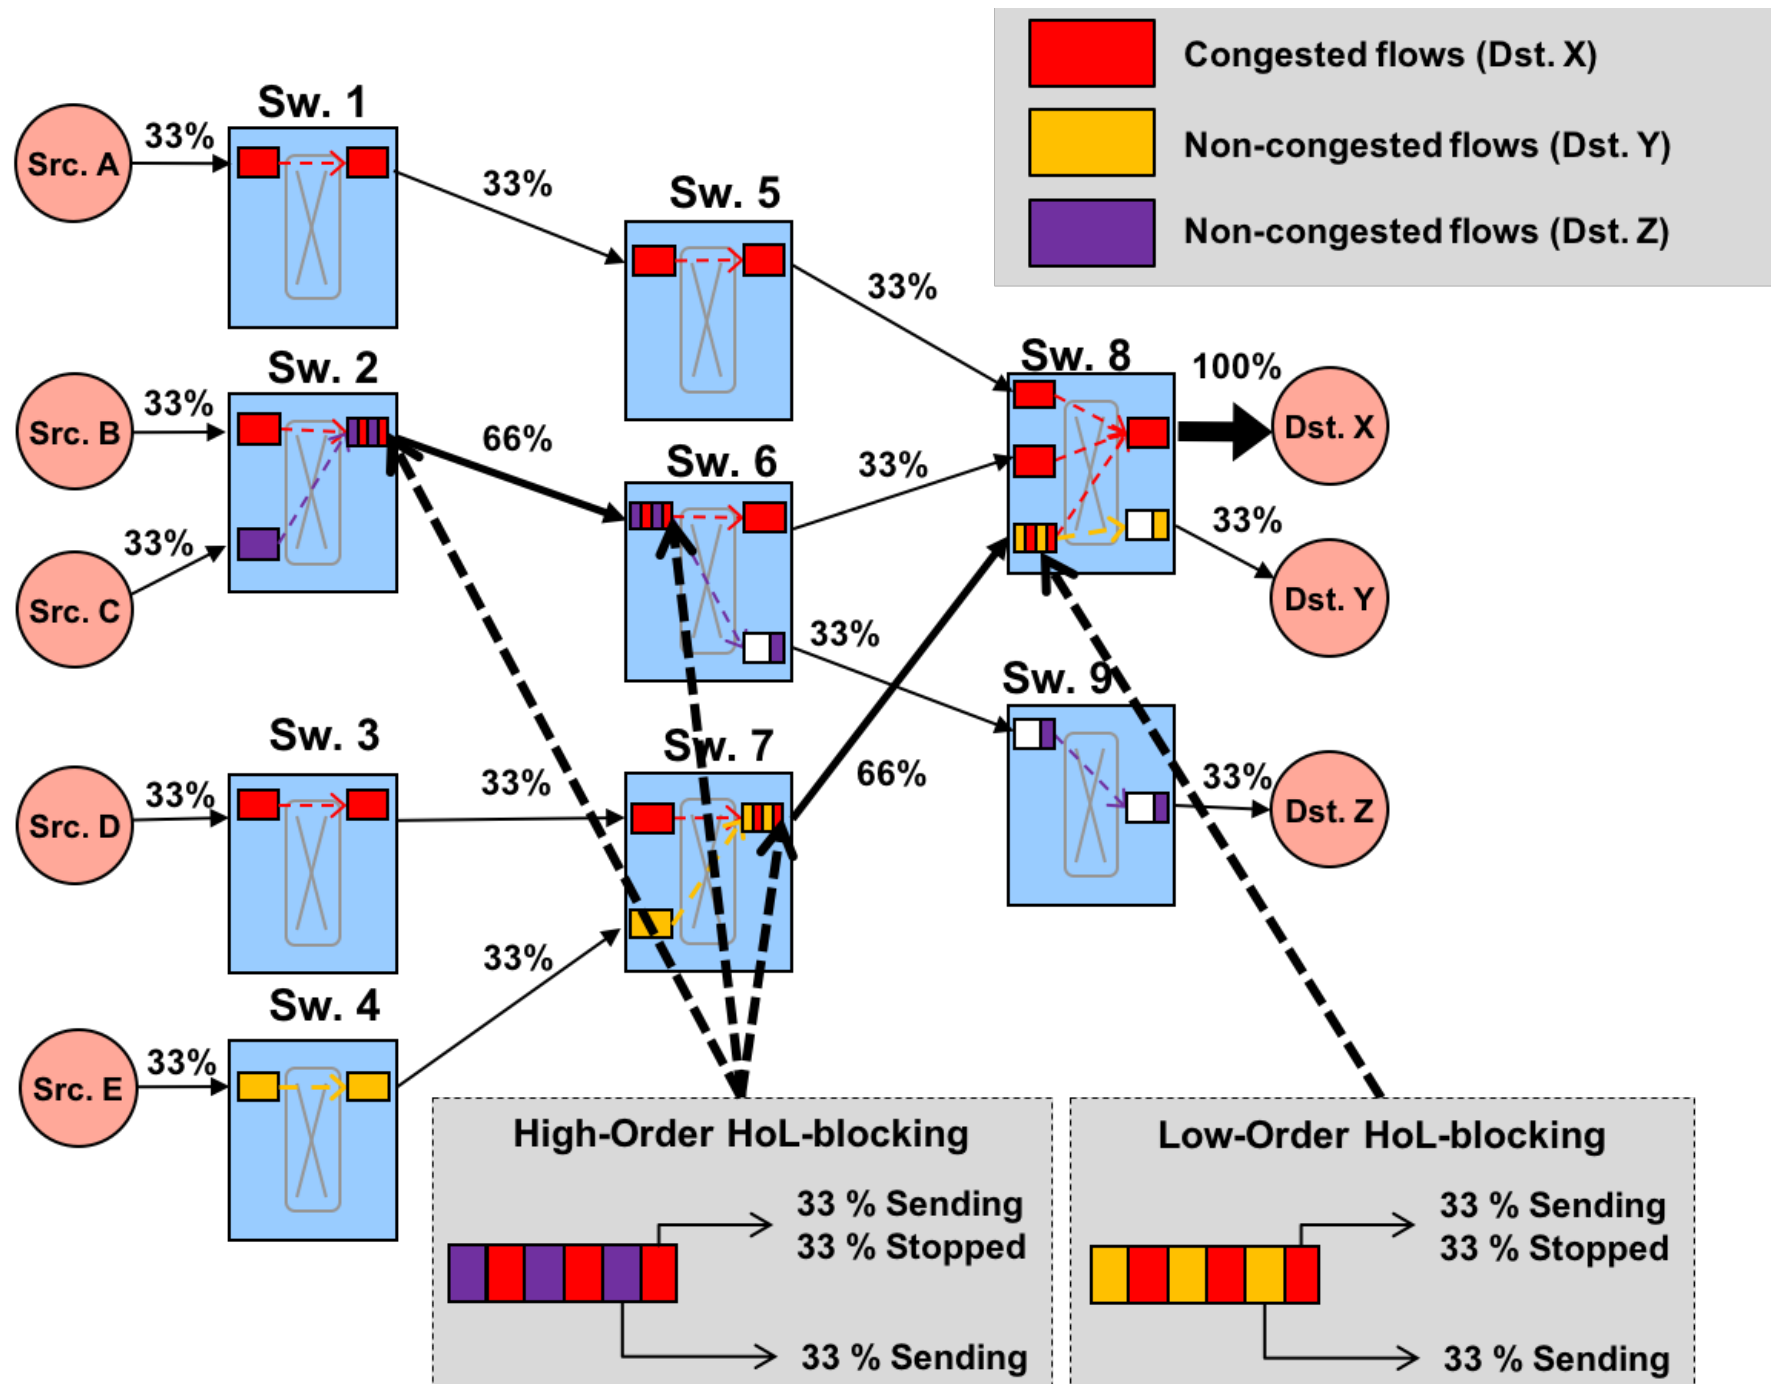 Congested flows (Dst. X)
Non-congested flows (Dst. Y)
Non-congested flows (Dst. Z)
Sw. 1
Src. A
33%
33%
Sw. 5
33%
Sw. 2
Src. B
33%
66%
Src. C
33%
Sw. 6
33%
33%
Sw. 8
100%
Dst. X
33%
Dst. Y
Sw. 3
Src. D
33%
33%
Sw. 7
66%
Sw. 9
33%
Dst. Z
Sw. 4
Src. E
33%
33%
High-Order HoL-blocking
33 % Sending
33 % Stopped
33 % Sending
Low-Order HoL-blocking
33 % Sending
33 % Stopped
33 % Sending